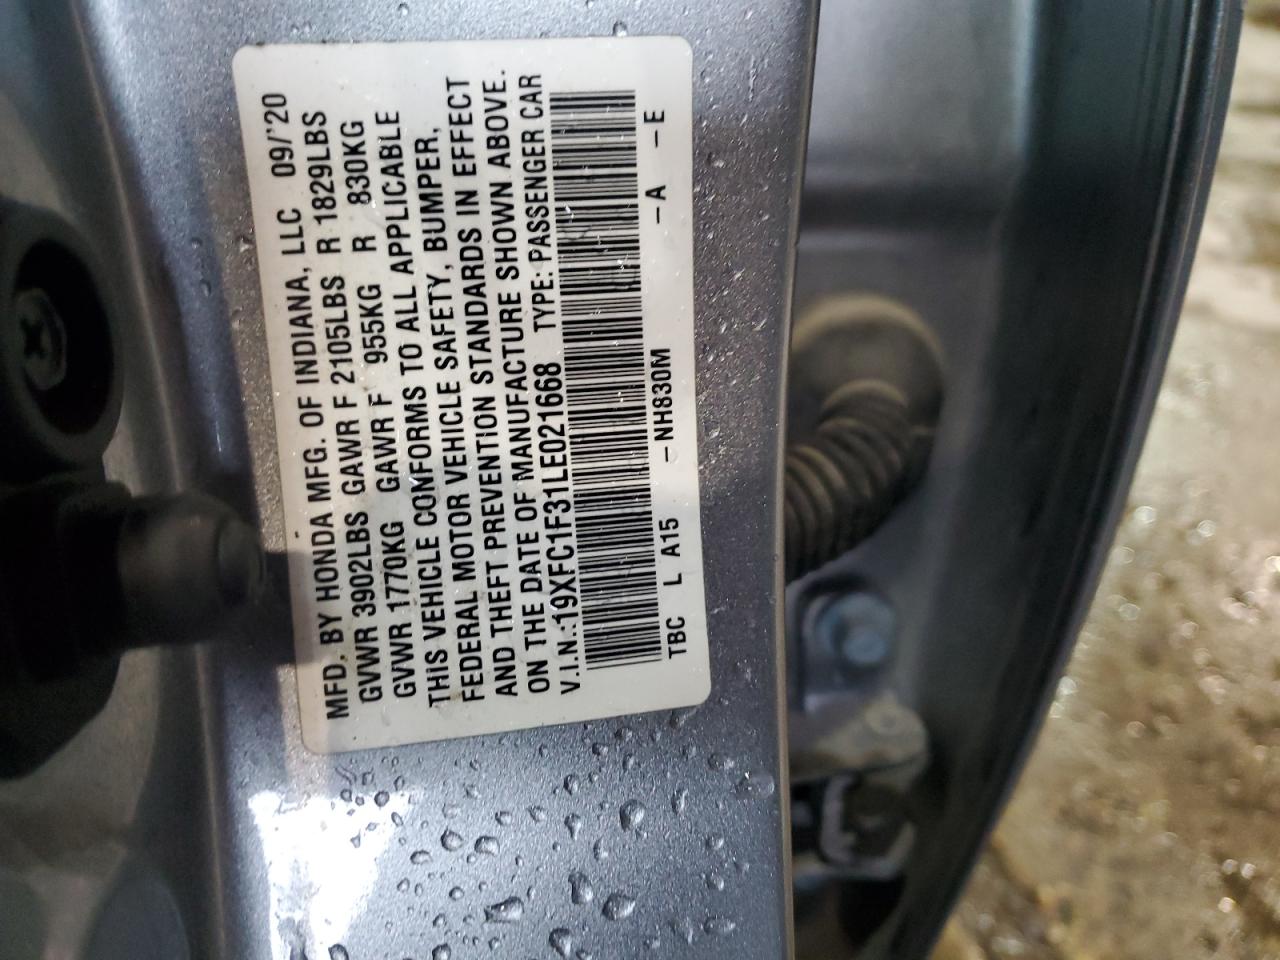 MFD. BY HONDA MFG. OF INDIANA, LLC 09/'20
GVWR 3902LBS GAWR F 2105LBS R 1829LBS
GVWR 1770KG GAWR F 955KG R 830KG
THIS VEHICLE CONFORMS TO ALL APPLICABLE
FEDERAL MOTOR VEHICLE SAFETY, BUMPER,
AND THEFT PREVENTION STANDARDS IN EFFECT
ON THE DATE OF MANUFACTURE SHOWN ABOVE.
V.I.N.:19XFC1F31LE021668 TYPE: PASSENGER CAR
TBC L A15 – NH830M – A – E